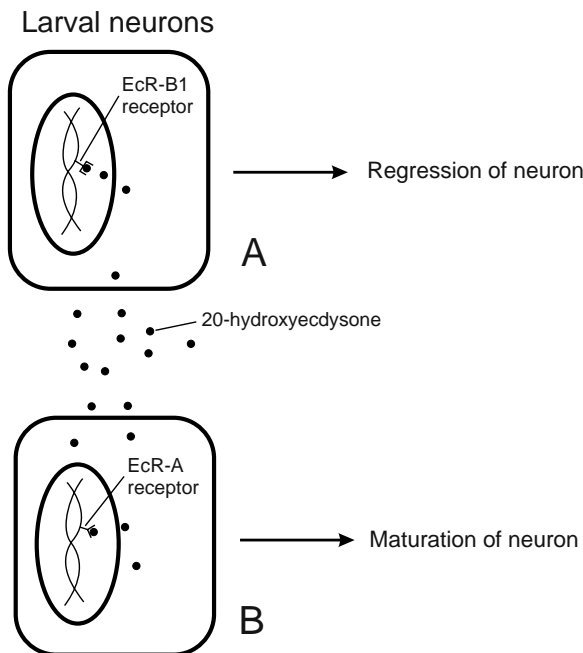 Larval neurons
EcR-B1
receptor
Regression of neuron
A
20-hydroxyecdysone
EcR-A
receptor
Maturation of neuron
B